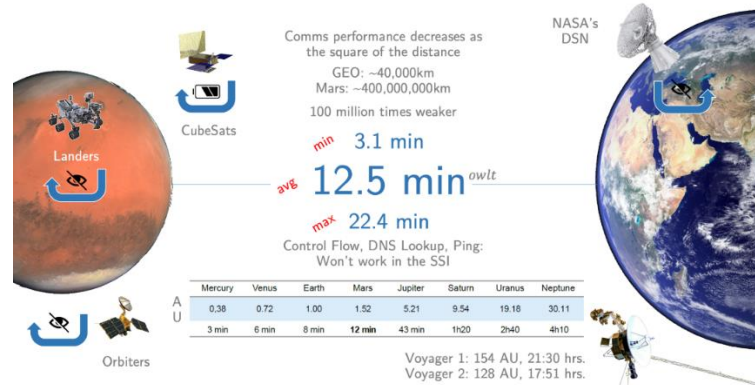 NASA's
DSN
Comms performance decreases as
the square of the distance
GEO: ~40,000km
Mars: ~400,000,000km
100 million times weaker
CubeSats
Landers
min 3.1 min
avg 12.5 min owlt
max 22.4 min
Control Flow, DNS Lookup, Ping:
Won't work in the SSI
Mercury Venus Earth Mars Jupiter Saturn Uranus Neptune
A U
0,38 0.72 1.00 1.52 5.21 9.54 19.18 30.11
3 min 6 min 8 min 12 min 43 min 1h20 2h40 4h10
Orbiters
Voyager 1: 154 AU, 21:30 hrs.
Voyager 2: 128 AU, 17:51 hrs.